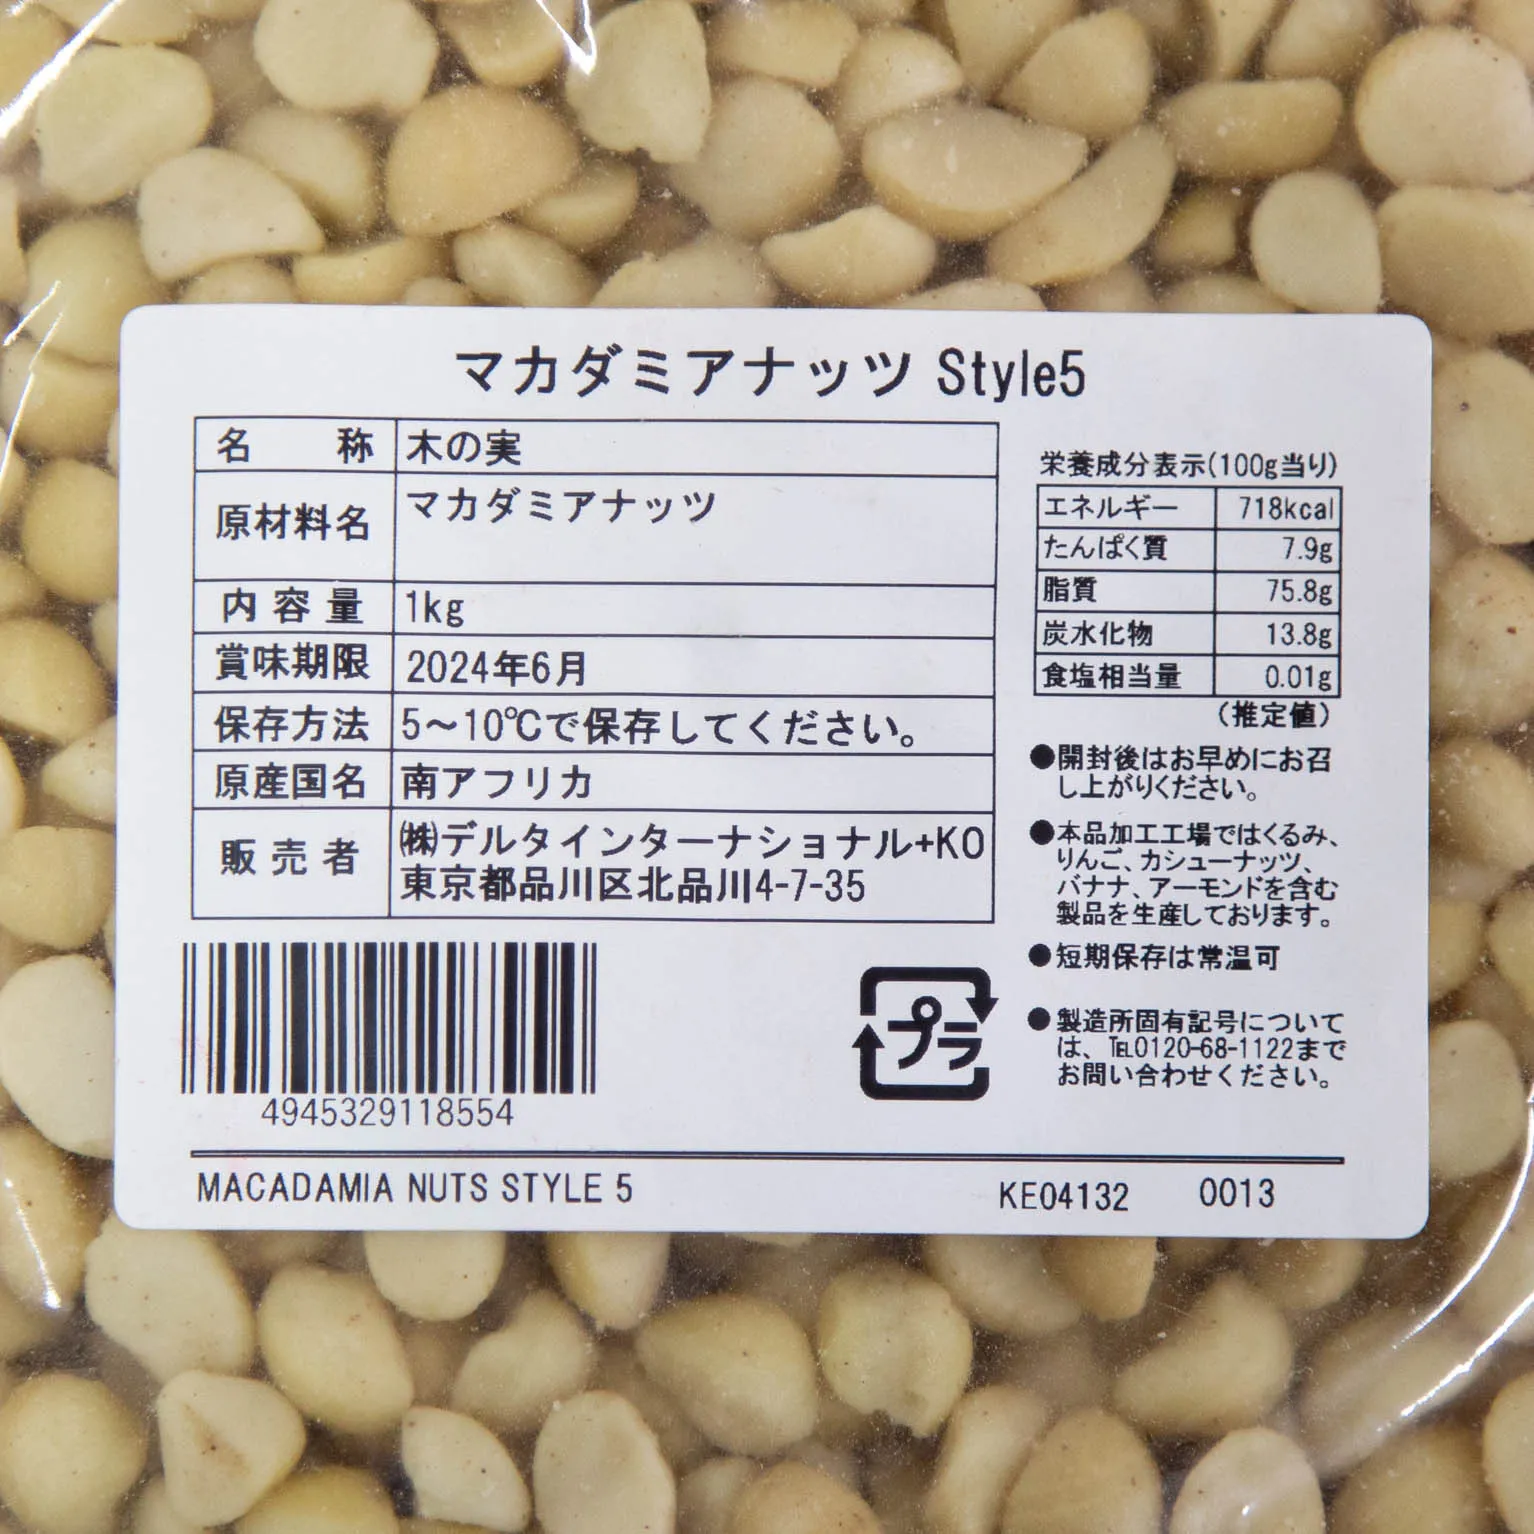 マカダミアナッツ Style5
名 称 木の実
原材料名 マカダミアナッツ
内容量 1kg
賞味期限 2024年6月
保存方法 5～10℃で保存してください。
原産国名 南アフリカ
販売者 ㈱デルタインターナショナル+KO
東京都品川区北品川4-7-35
栄養成分表示(100g当り)
エネルギー 718kcal
たんぱく質 7.9g
脂質 75.8g
炭水化物 13.8g
食塩相当量 0.01g
(推定値)
●開封後はお早めにお召
し上がりください。
●本品加工工場ではくるみ、
りんご、カシューナッツ、
バナナ、アーモンドを含む
製品を生産しております。
●短期保存は常温可
●製造所固有記号について
は、℡0120-68-1122まで
お問い合わせください。
プラ
4945329118554
MACADAMIA NUTS STYLE 5 KE04132 0013